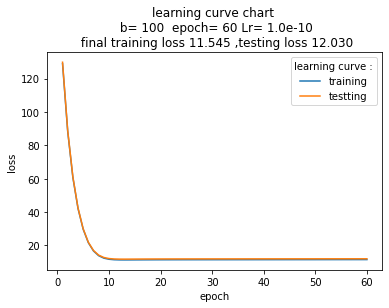 learning curve chart
b= 100 epoch= 60 Lr= 1.0e-10
final training loss 11.545 ,testing loss 12.030
learning curve :
training
testting
120
100
80
60
40
20
loss
0 10 20 30 40 50 60
epoch